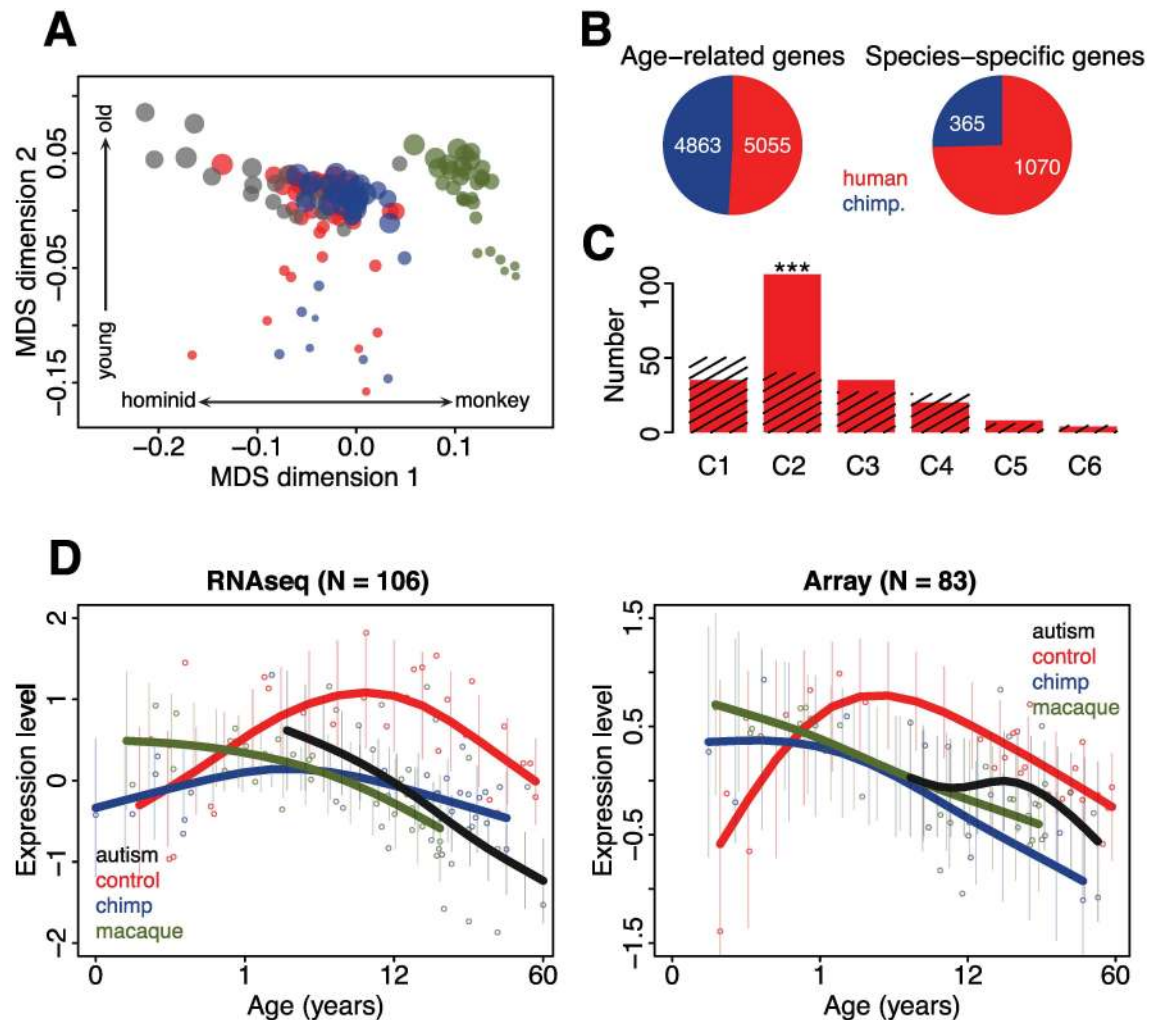 A
old
young
0.05
−0.05
−0.15
MDS dimension 2
hominid
monkey
−0.2
−0.1
0.0
0.1
MDS dimension 1
B
Age−related genes
Species−specific genes
4863
5055
365
1070
human
chimp.
C
***
Number
100
50
0
C1
C2
C3
C4
C5
C6
D
RNAseq (N = 106)
Expression level
2
1
0
−1
−2
autism
control
chimp
macaque
0
1
12
60
Age (years)
Array (N = 83)
Expression level
1.5
0.5
−0.5
−1.5
autism
control
chimp
macaque
0
1
12
60
Age (years)